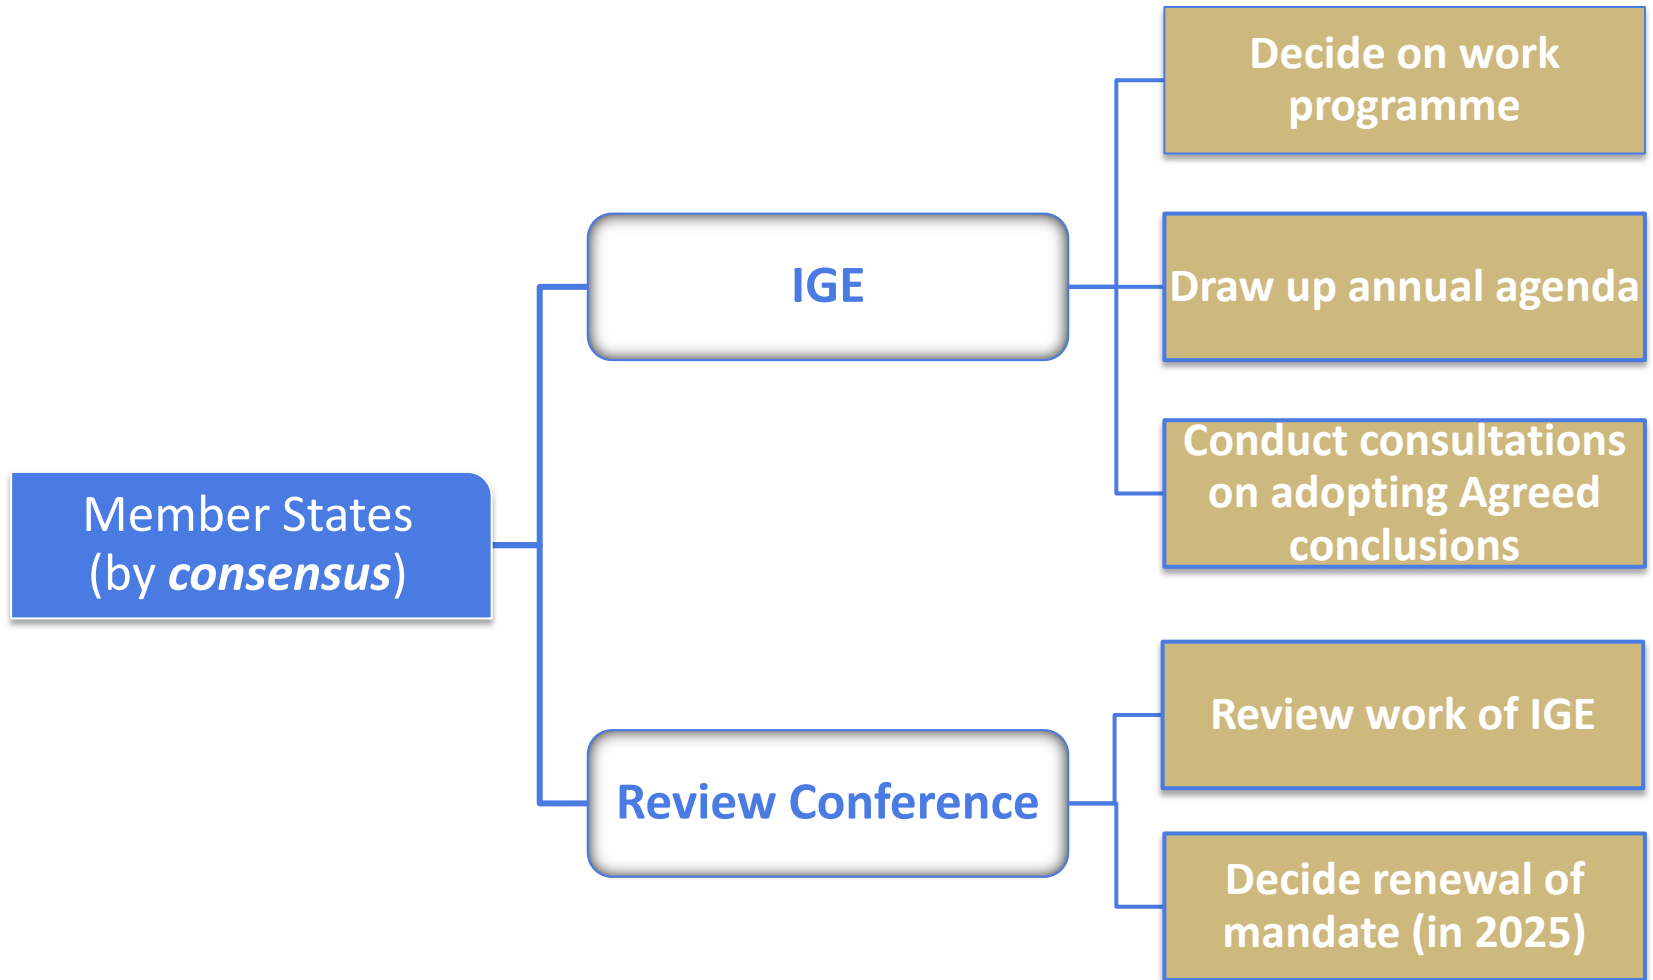 Decide on work
programme
IGE
Draw up annual agenda
Conduct consultations
on adopting Agreed
conclusions
Member States
(by consensus)
Review work of IGE
Review Conference
Decide renewal of
mandate (in 2025)